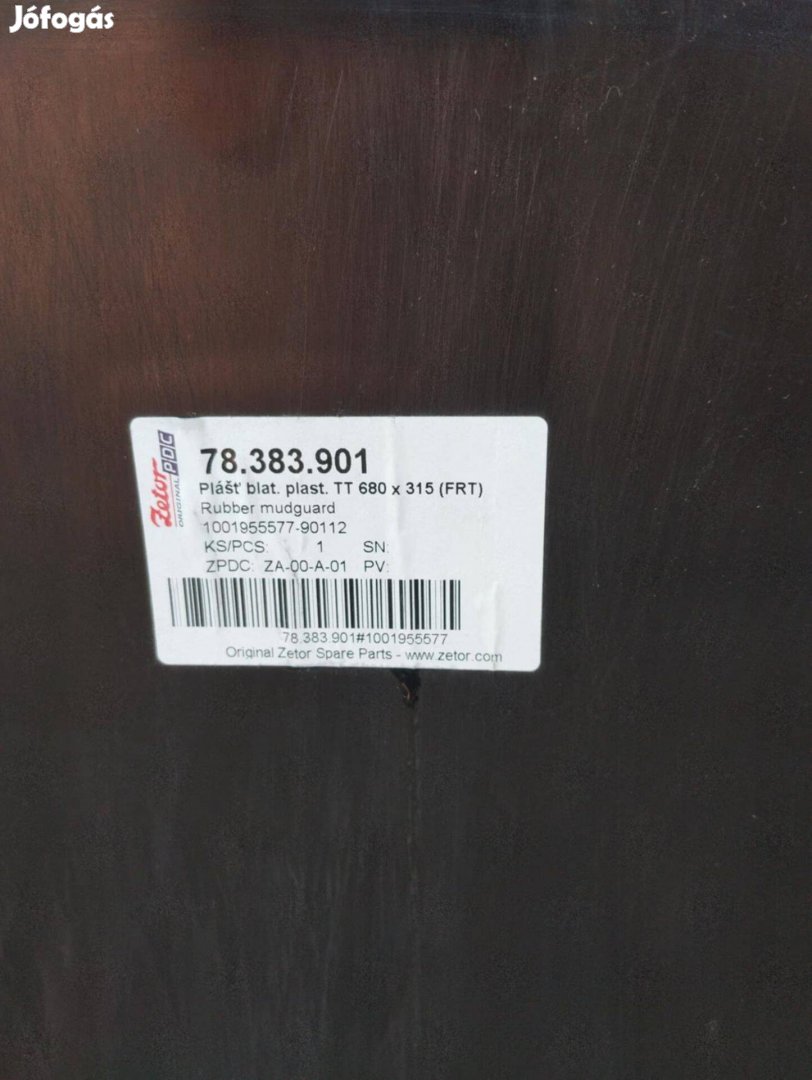 Jófogás
Zetor
ORIGINAL PDC
78.383.901
Plášť blat. plast. TT 680 x 315 (FRT)
Rubber mudguard
1001955577-90112
KS/PCS: 1 SN:
ZPDC: ZA-00-A-01 PV:
78.383.901#1001955577
Original Zetor Spare Parts - www.zetor.com